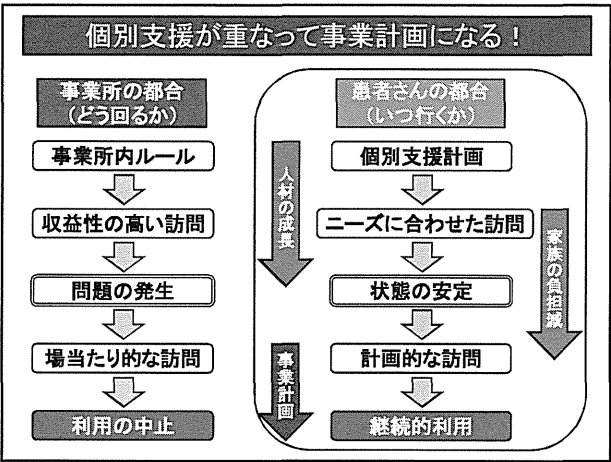 個別支援が重なって事業計画になる！
事業所の都合
（どう回るか）
事業所内ルール
収益性の高い訪問
問題の発生
場当たり的な訪問
利用の中止
患者さんの都合
（いつ行くか）
個別支援計画
ニーズに合わせた訪問
状態の安定
計画的な訪問
継続的利用
人材の成長
事業計画
家族の負担減